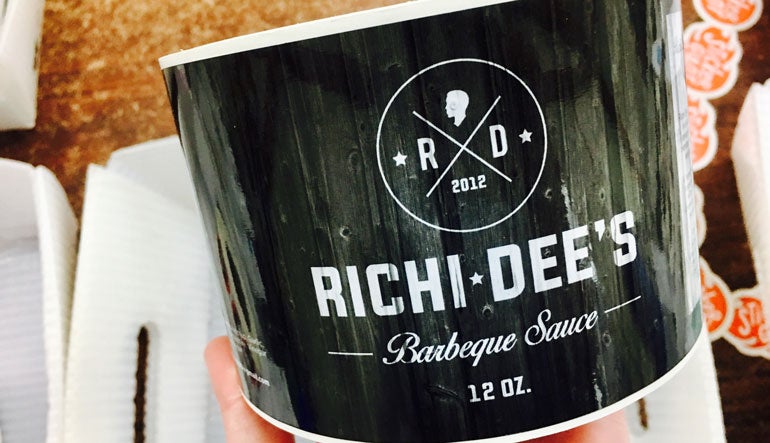 R D
2012
RICHI DEE'S
Barbeque Sauce
12 OZ.